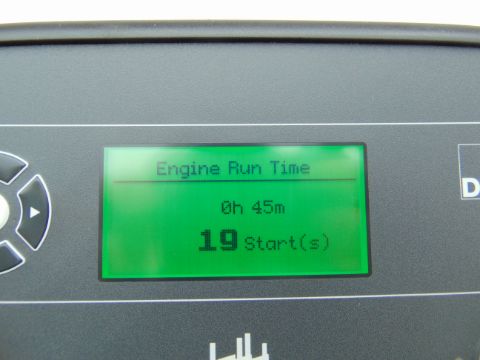 Engine Run Time
0h 45m
19 Start(s)
D